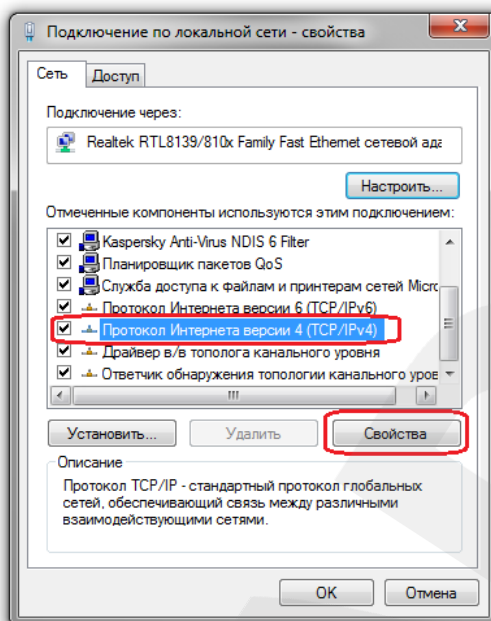 Подключение по локальной сети - свойства
Сеть
Доступ
Подключение через:
Realtek RTL8139/810x Family Fast Ethernet сетевой ада
Настроить...
Отмеченные компоненты используются этим подключением:
Kaspersky Anti-Virus NDIS 6 Filter
Планировщик пакетов QoS
Служба доступа к файлам и принтерам сетей Micro
Протокол Интернета версии 6 (TCP/IPv6)
Протокол Интернета версии 4 (TCP/IPv4)
Драйвер в/в тополога канального уровня
Ответчик обнаружения топологии канального уров
Установить...
Удалить
Свойства
Описание
Протокол TCP/IP - стандартный протокол глобальных
сетей, обеспечивающий связь между различными
взаимодействующими сетями.
OK
Отмена